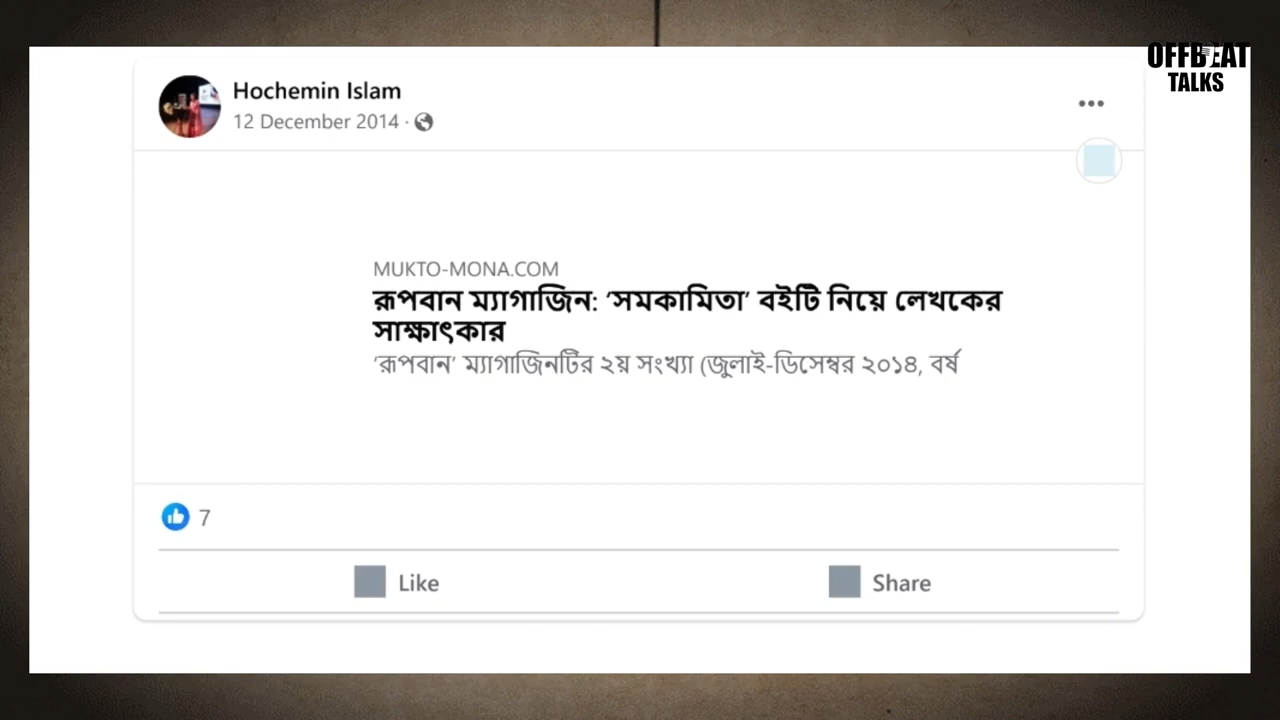 OFFBEAT
TALKS
Hochemin Islam
12 December 2014 ·
MUKTO-MONA.COM
রূপবান ম্যাগাজিন: ‘সমকামিতা’ বইটি নিয়ে লেখকের
সাক্ষাৎকার
‘রূপবান’ ম্যাগাজিনটির ২য় সংখ্যা (জুলাই-ডিসেম্বর ২০১৪, বর্ষ
7
Like
Share